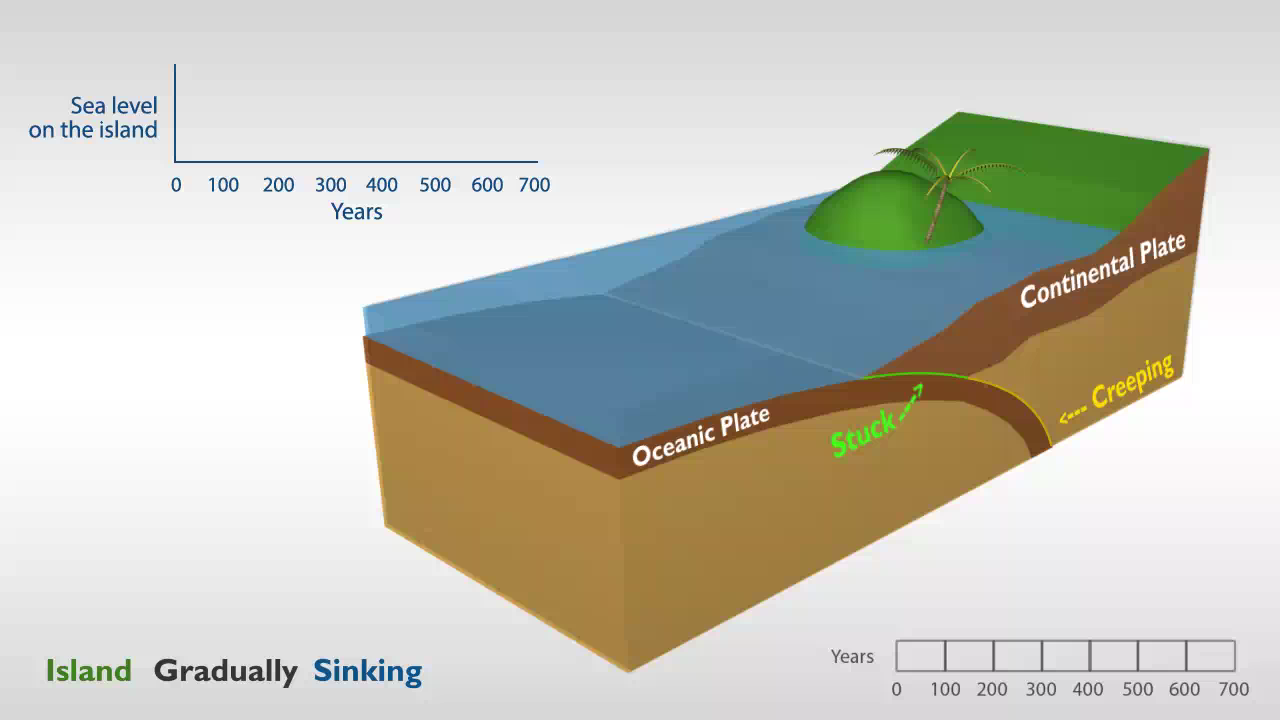 Sea level
on the island
0 100 200 300 400 500 600 700
Years
Continental Plate
<--- Creeping
Stuck --->
Oceanic Plate
Island Gradually Sinking
Years
0 100 200 300 400 500 600 700